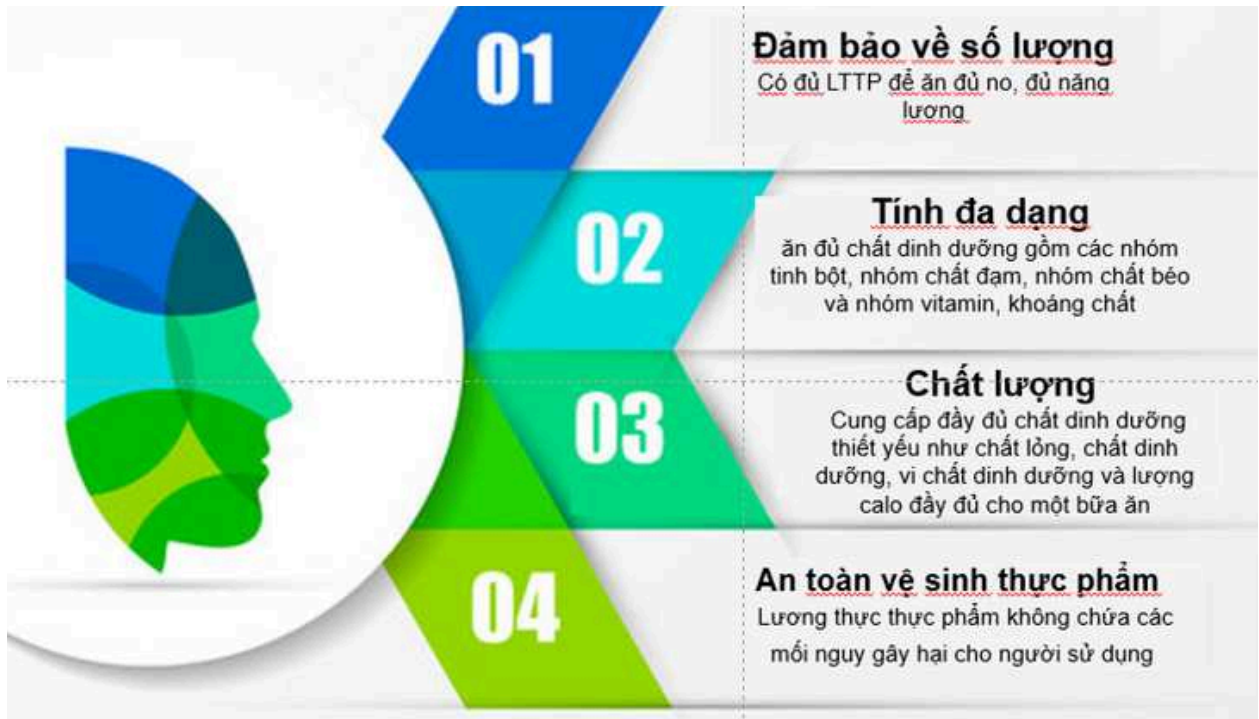 01
Đảm bảo về số lượng
Có đủ LTTP để ăn đủ no, đủ năng
lương
02
Tính đa dạng
ăn đủ chất dinh dưỡng gồm các nhóm
tinh bột, nhóm chất đạm, nhóm chất béo
và nhóm vitamin, khoáng chất
03
Chất lượng
Cung cấp đầy đủ chất dinh dưỡng
thiết yếu như chất lỏng, chất dinh
dưỡng, vi chất dinh dưỡng và lượng
calo đầy đủ cho một bữa ăn
04
An toàn vệ sinh thực phẩm
Lương thực thực phẩm không chứa các
mối nguy gây hại cho người sử dụng